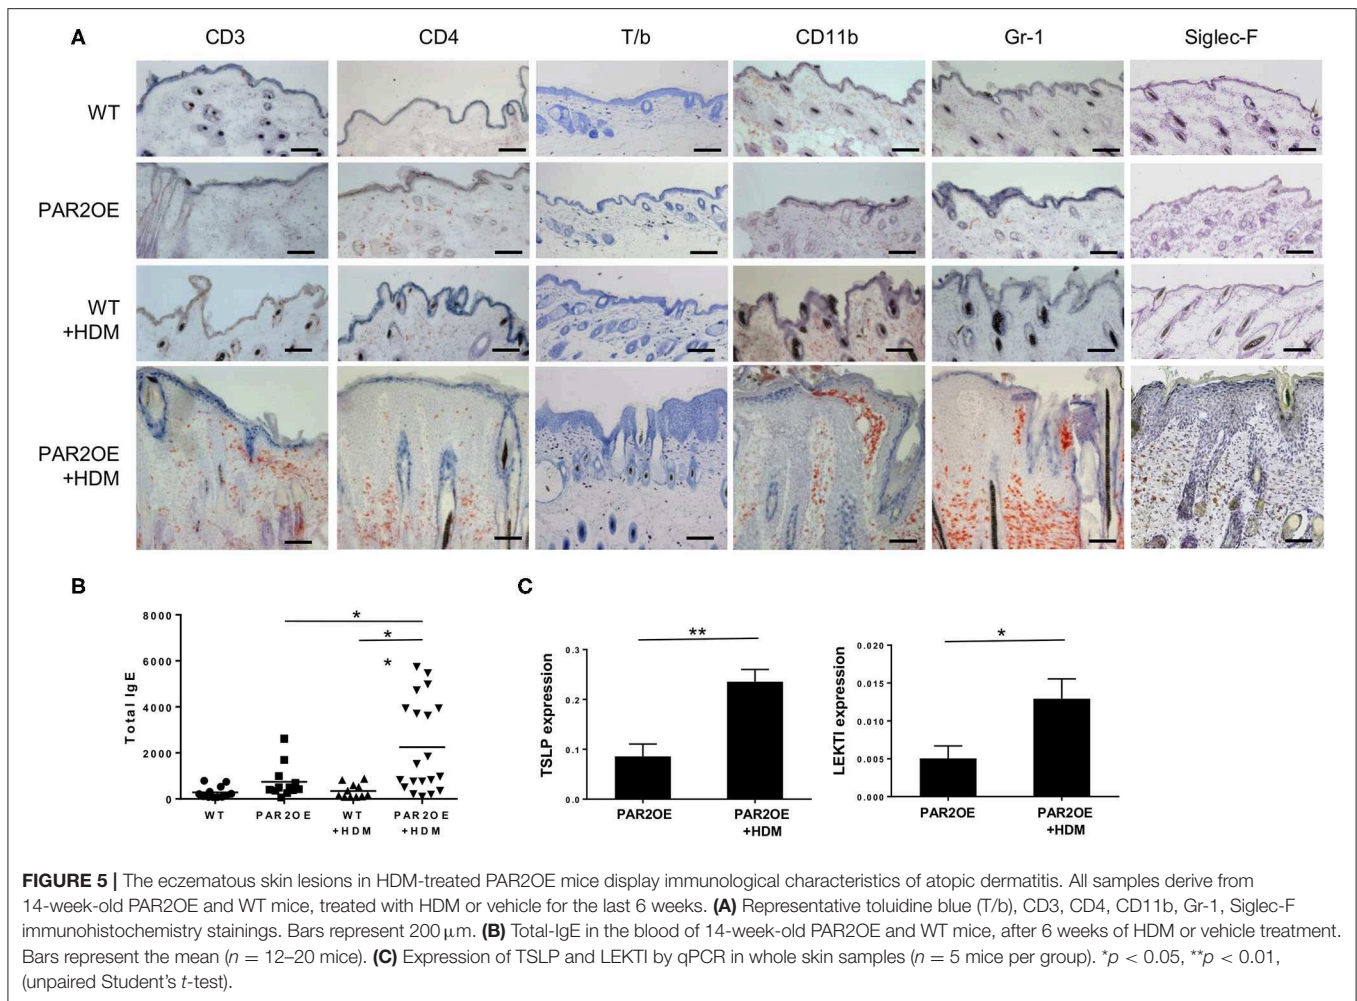 A
CD3 CD4 T/b CD11b Gr-1 Siglec-F
WT
PAR2OE
WT
+HDM
PAR2OE
+HDM
B
Total IgE
8000
6000
4000
2000
0
*
*
*
WT PAR2OE WT PAR2OE
+HDM +HDM
C
TSLP expression
0.3
0.2
0.1
0.0
**
PAR2OE PAR2OE
+HDM
LEKTI expression
0.020
0.015
0.010
0.005
0.000
*
PAR2OE PAR2OE
+HDM
FIGURE 5 | The eczematous skin lesions in HDM-treated PAR2OE mice display immunological characteristics of atopic dermatitis. All samples derive from
14-week-old PAR2OE and WT mice, treated with HDM or vehicle for the last 6 weeks. (A) Representative toluidine blue (T/b), CD3, CD4, CD11b, Gr-1, Siglec-F
immunohistochemistry stainings. Bars represent 200 μm. (B) Total-IgE in the blood of 14-week-old PAR2OE and WT mice, after 6 weeks of HDM or vehicle treatment.
Bars represent the mean (n = 12–20 mice). (C) Expression of TSLP and LEKTI by qPCR in whole skin samples (n = 5 mice per group). *p < 0.05, **p < 0.01,
(unpaired Student's t-test).